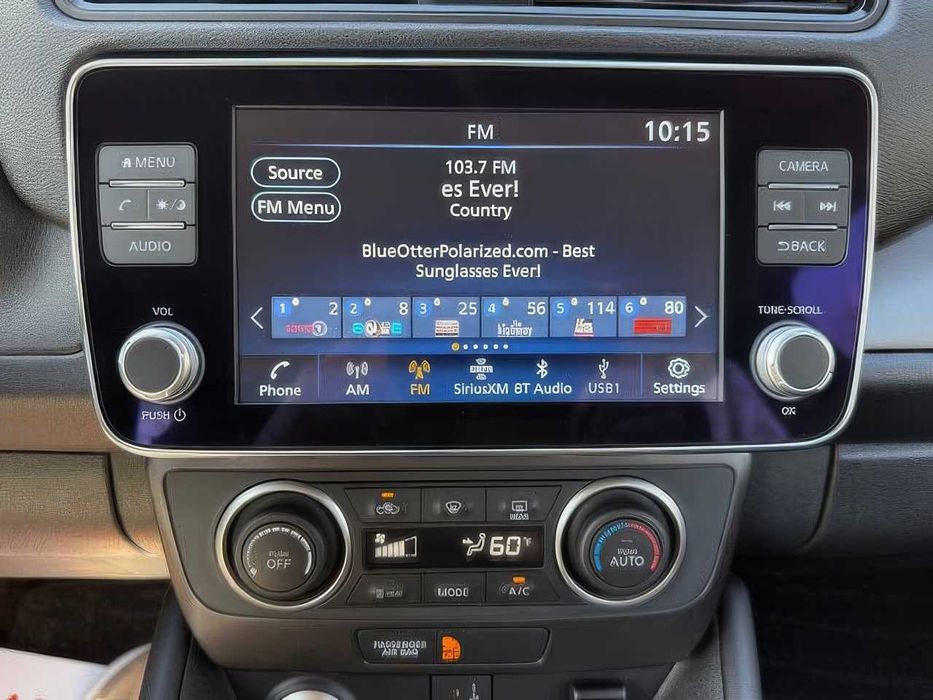 FM 10:15
MENU
CAMERA
Source
103.7 FM
es Ever!
FM Menu
Country
AUDIO
BACK
BlueOtterPolarized.com - Best
Sunglasses Ever!
1 2
2 8
3 25
4 56
5 114
6 80
VOL
TUNE·SCROLL
Phone
AM
FM
SiriusXM
BT Audio
USB1
Settings
PUSH
OFF
60°F
AUTO
MODE
A/C
PASSENGER
AIR BAG